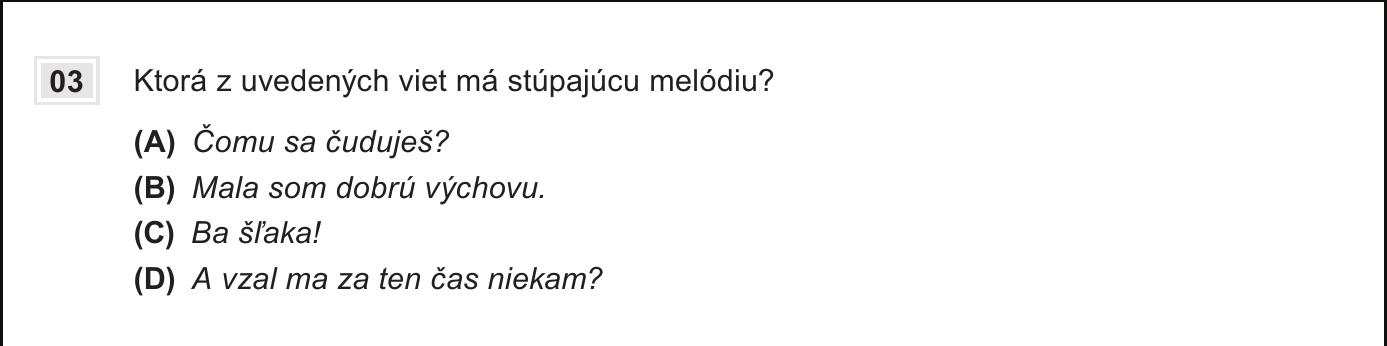 03 Ktorá z uvedených viet má stúpajúcu melódiu?
(A) Čomu sa čuduješ?
(B) Mala som dobrú výchovu.
(C) Ba šľaka!
(D) A vzal ma za ten čas niekam?